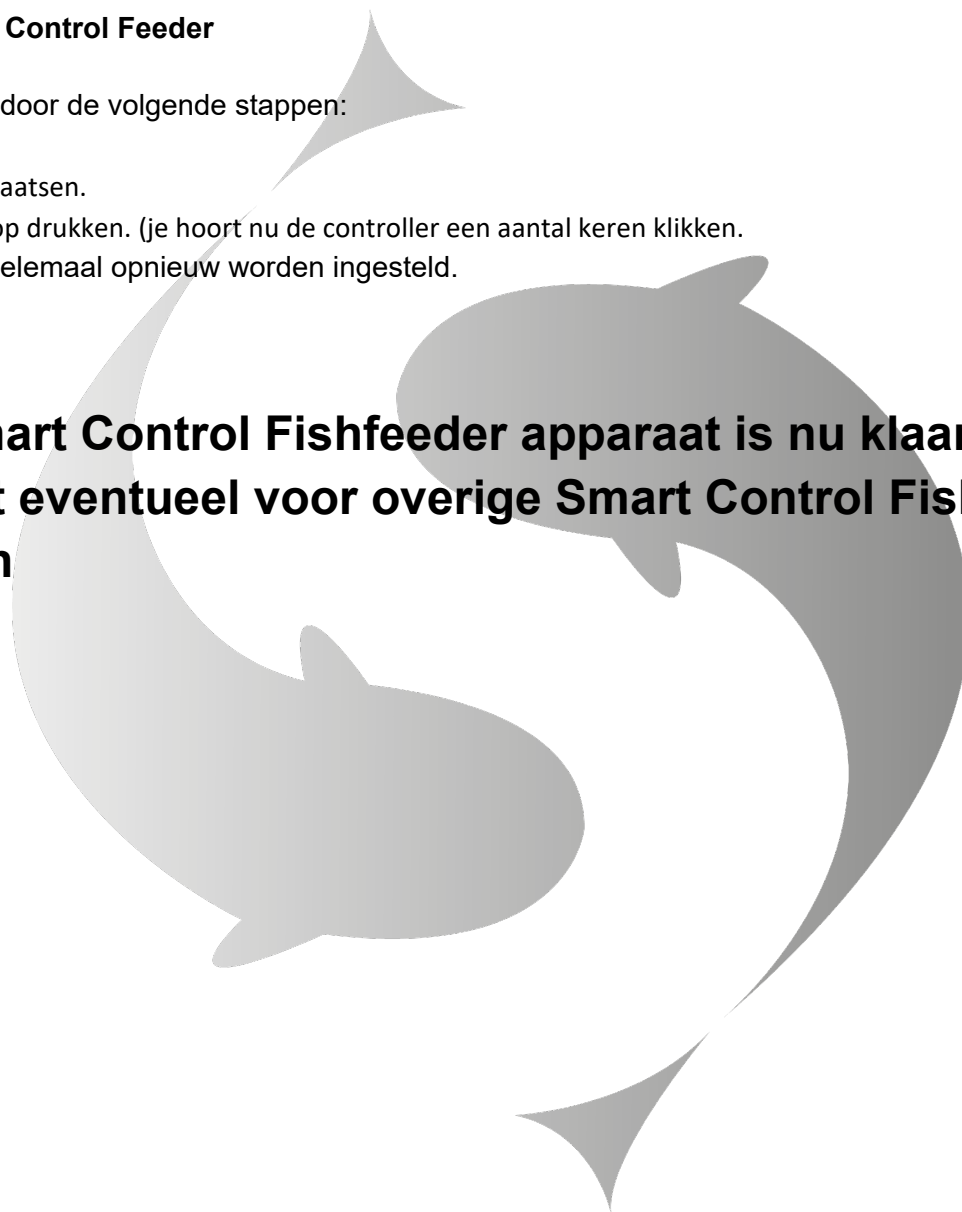 Control Feeder
door de volgende stappen:
aatsen.
op drukken. (je hoort nu de controller een aantal keren klikken.
elemaal opnieuw worden ingesteld.
art Control Fishfeeder apparaat is nu klaar
t eventueel voor overige Smart Control Fis
n